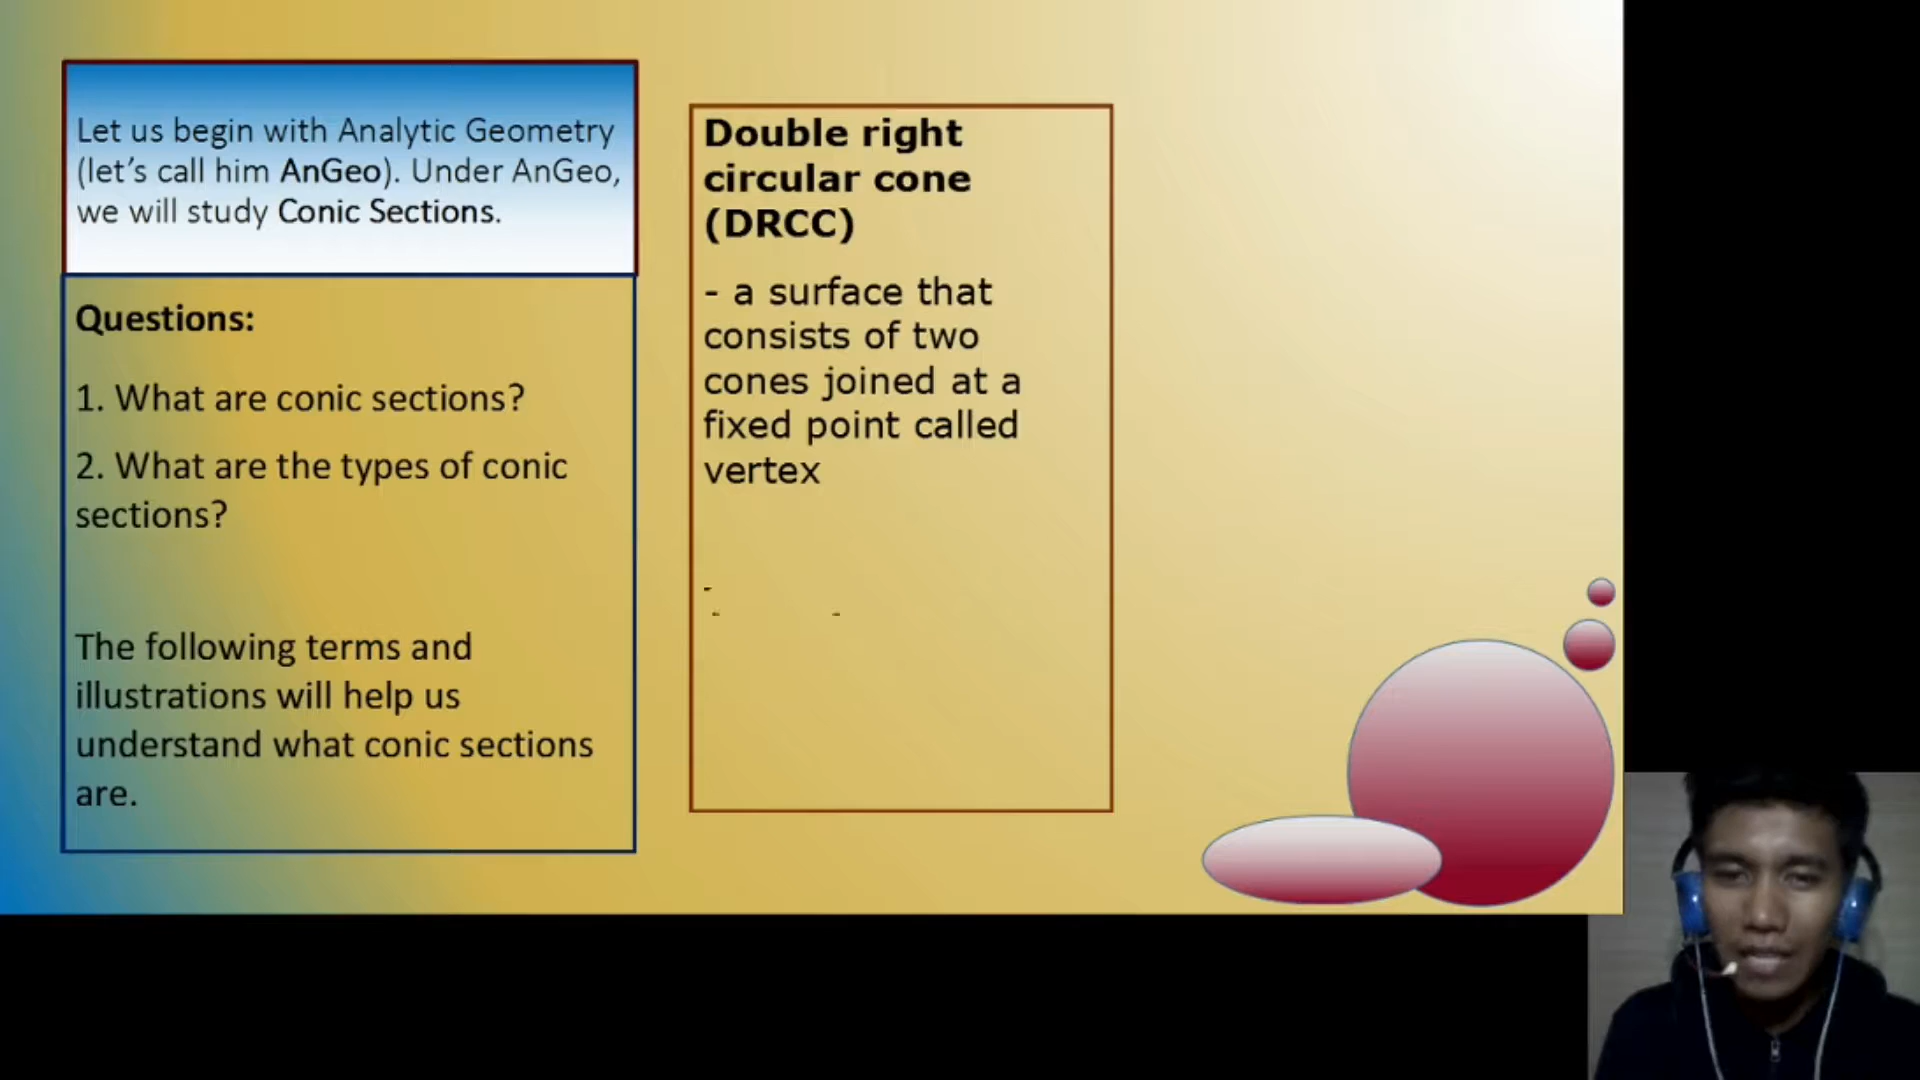 Let us begin with Analytic Geometry
(let’s call him AnGeo). Under AnGeo,
we will study Conic Sections.
Questions:
1. What are conic sections?
2. What are the types of conic
sections?
The following terms and
illustrations will help us
understand what conic sections
are.
Double right
circular cone
(DRCC)
- a surface that
consists of two
cones joined at a
fixed point called
vertex